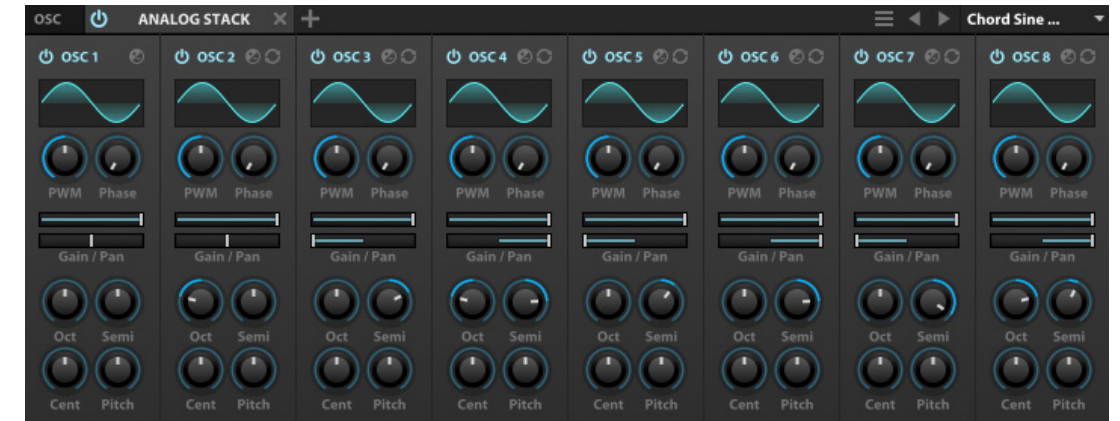 OSC ANALOG STACK Chord Sine ...
OSC 1 OSC 2 OSC 3 OSC 4 OSC 5 OSC 6 OSC 7 OSC 8
PWM Phase PWM Phase PWM Phase PWM Phase PWM Phase PWM Phase PWM Phase PWM Phase
Gain / Pan Gain / Pan Gain / Pan Gain / Pan Gain / Pan Gain / Pan Gain / Pan Gain / Pan
Oct Semi Oct Semi Oct Semi Oct Semi Oct Semi Oct Semi Oct Semi Oct Semi
Cent Pitch Cent Pitch Cent Pitch Cent Pitch Cent Pitch Cent Pitch Cent Pitch Cent Pitch